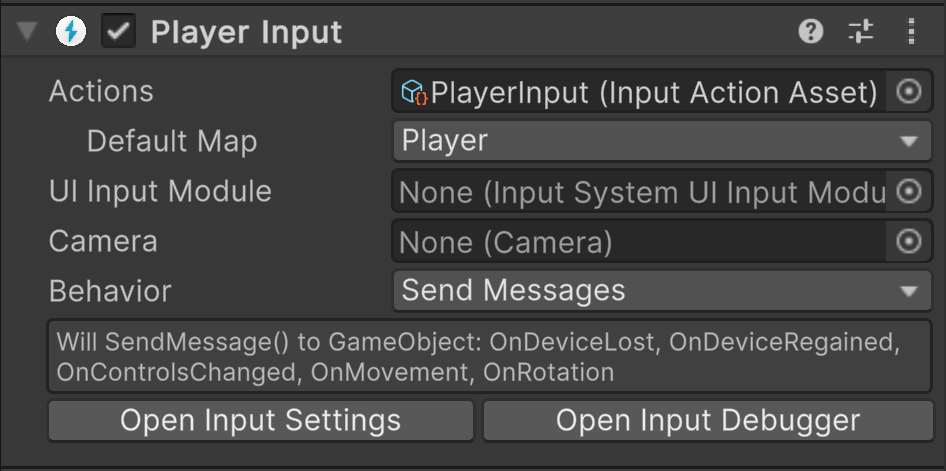 Player Input
Actions PlayerInput (Input Action Asset)
Default Map Player
UI Input Module None (Input System UI Input Modu
Camera None (Camera)
Behavior Send Messages
Will SendMessage() to GameObject: OnDeviceLost, OnDeviceRegained,
OnControlsChanged, OnMovement, OnRotation
Open Input Settings Open Input Debugger